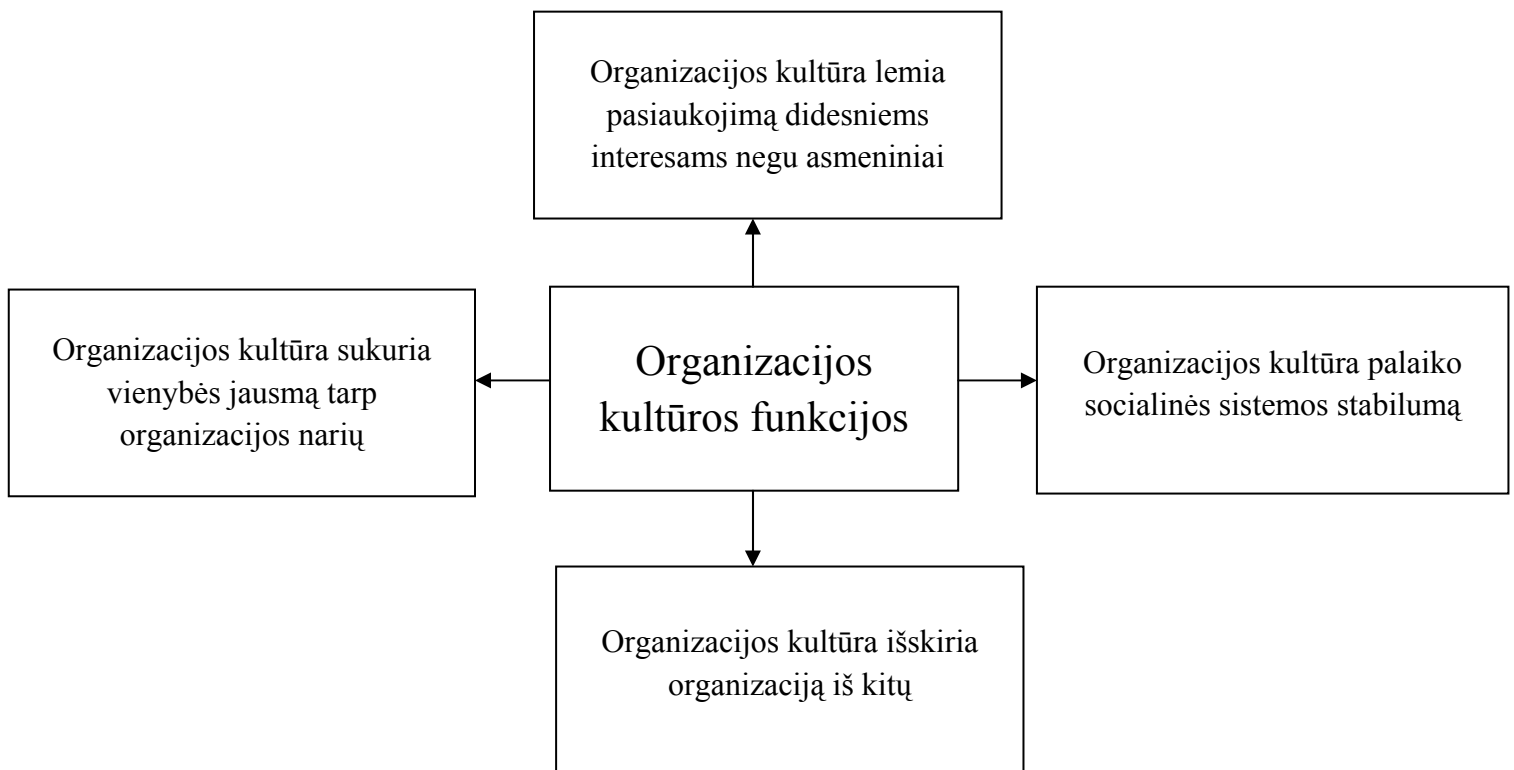 Organizacijos kultūra lemia
pasiaukojimą didesniems
interesams negu asmeniniai
Organizacijos kultūra sukuria
vienybės jausmą tarp
organizacijos narių
Organizacijos
kultūros funkcijos
Organizacijos kultūra palaiko
socialinės sistemos stabilumą
Organizacijos kultūra išskiria
organizaciją iš kitų